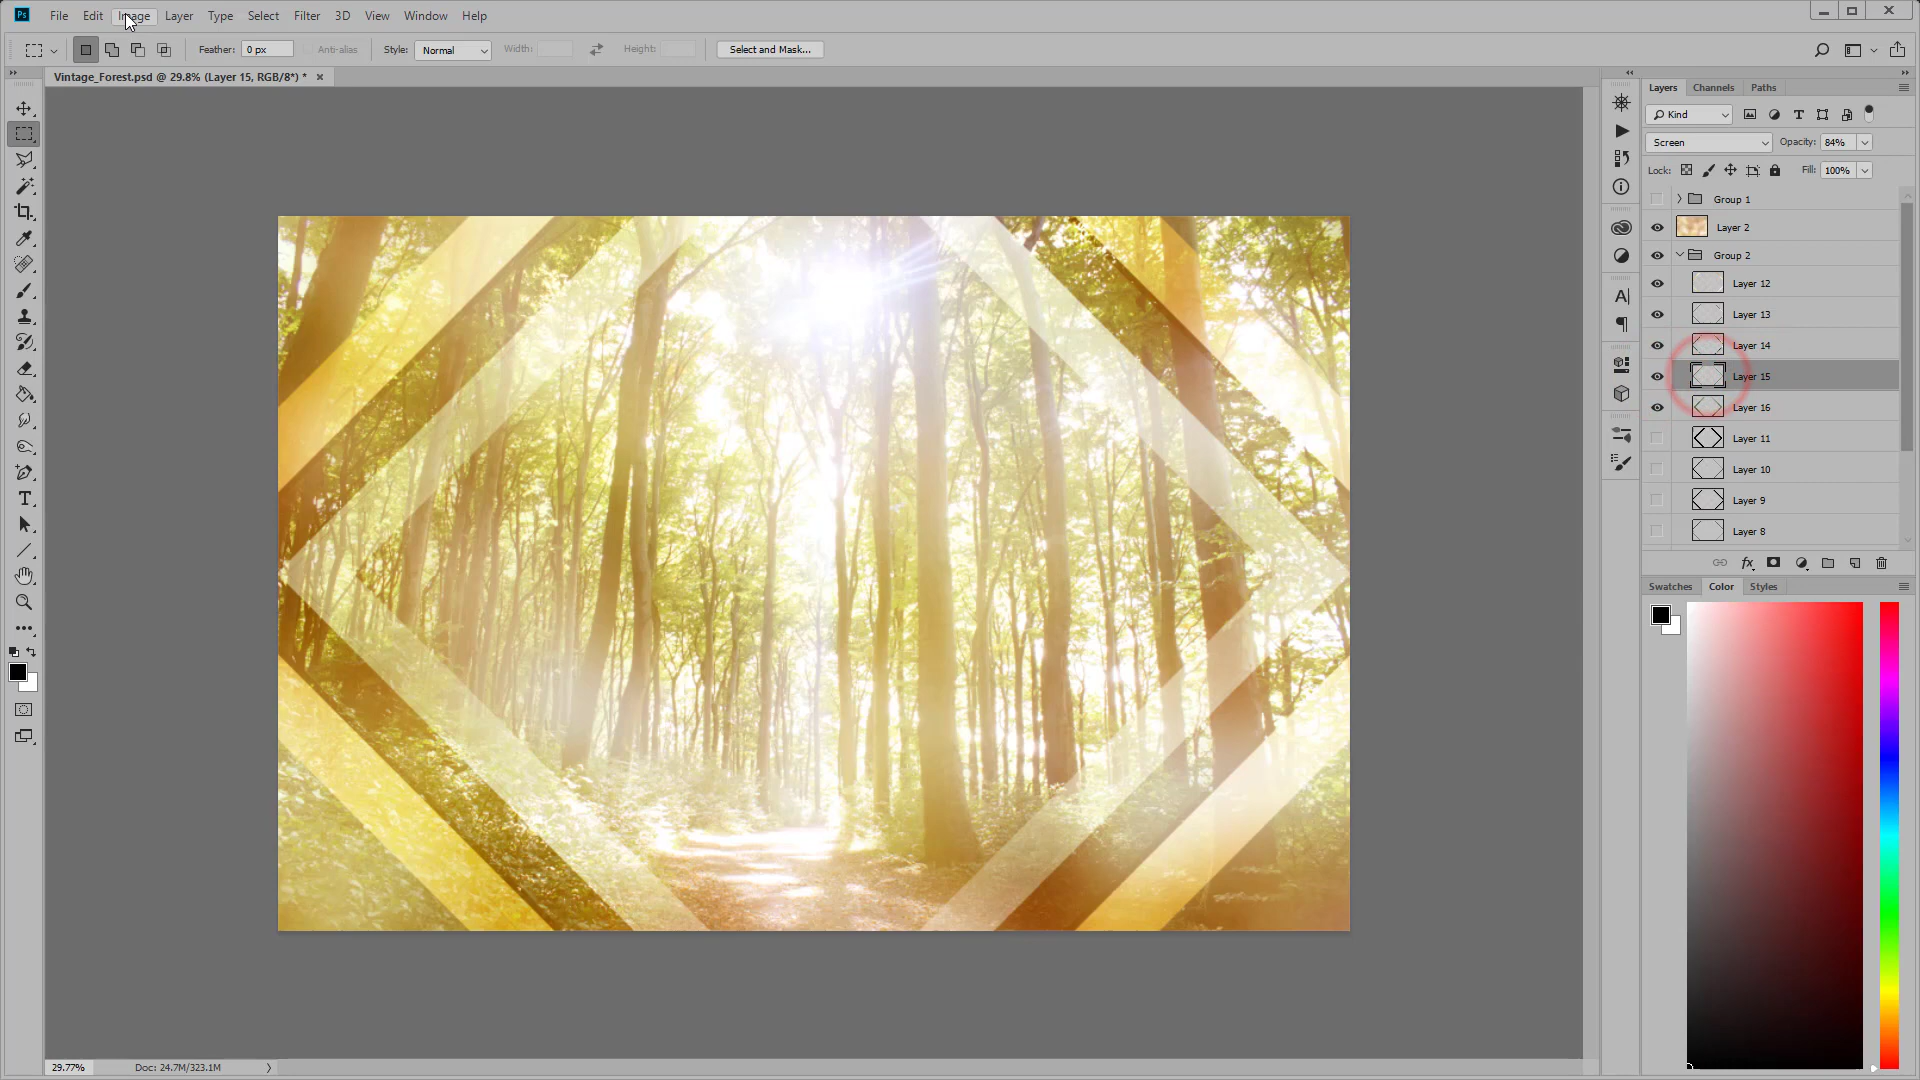 Ps File Edit Image Layer Type Select Filter 3D View Window Help
Feather: 0 px Anti-alias Style: Normal Width: Height: Select and Mask...
Vintage_Forest.psd @ 29.8% (Layer 15, RGB/8*) *
Layers Channels Paths
Kind
Screen Opacity: 84%
Lock: Fill: 100%
Group 1
Layer 2
Group 2
Layer 12
Layer 13
Layer 14
Layer 15
Layer 16
Layer 11
Layer 10
Layer 9
Layer 8
fx
Swatches Color Styles
29.77% Doc: 24.7M/323.1M